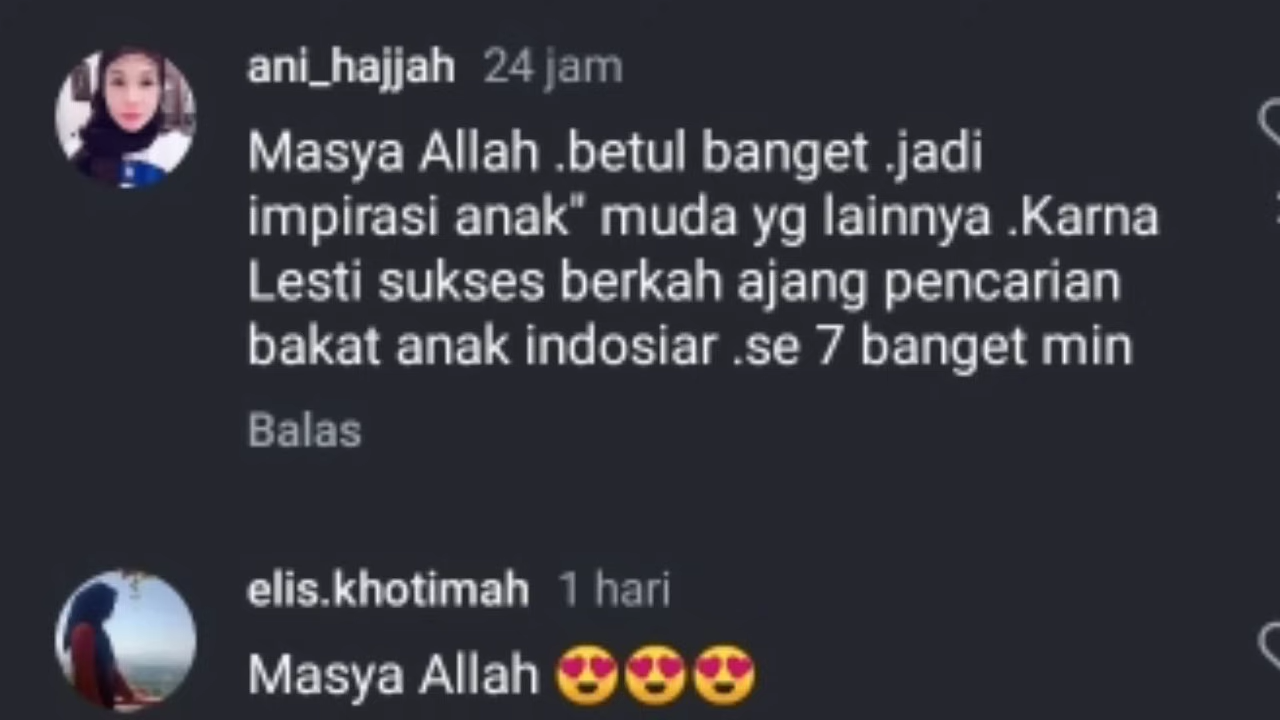 ani_hajjah 24 jam
Masya Allah .betul banget .jadi
impirasi anak" muda yg lainnya .Karna
Lesti sukses berkah ajang pencarian
bakat anak indosiar .se 7 banget min
Balas
elis.khotimah 1 hari
Masya Allah 😍😍😍